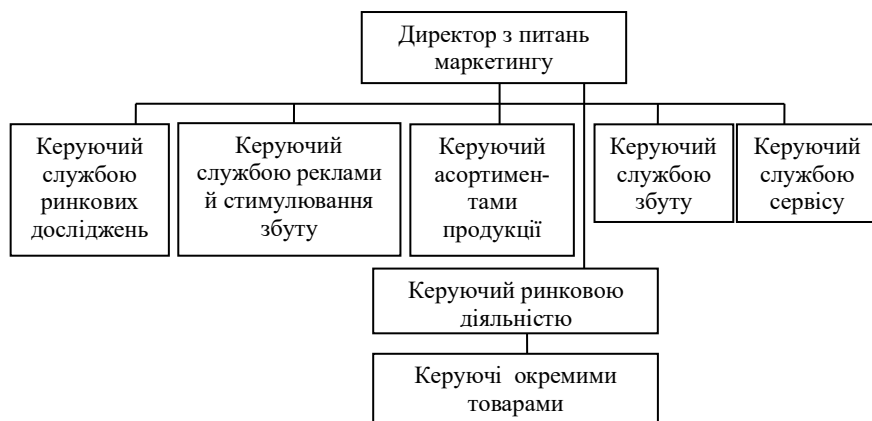 Директор з питань
маркетингу
Керуючий
службою
ринкових
досліджень
Керуючий
службою реклами
й стимулювання
збуту
Керуючий
асортимен-
тами
продукції
Керуючий
службою
збуту
Керуючий
службою
сервісу
Керуючий ринковою
діяльністю
Керуючі окремими
товарами